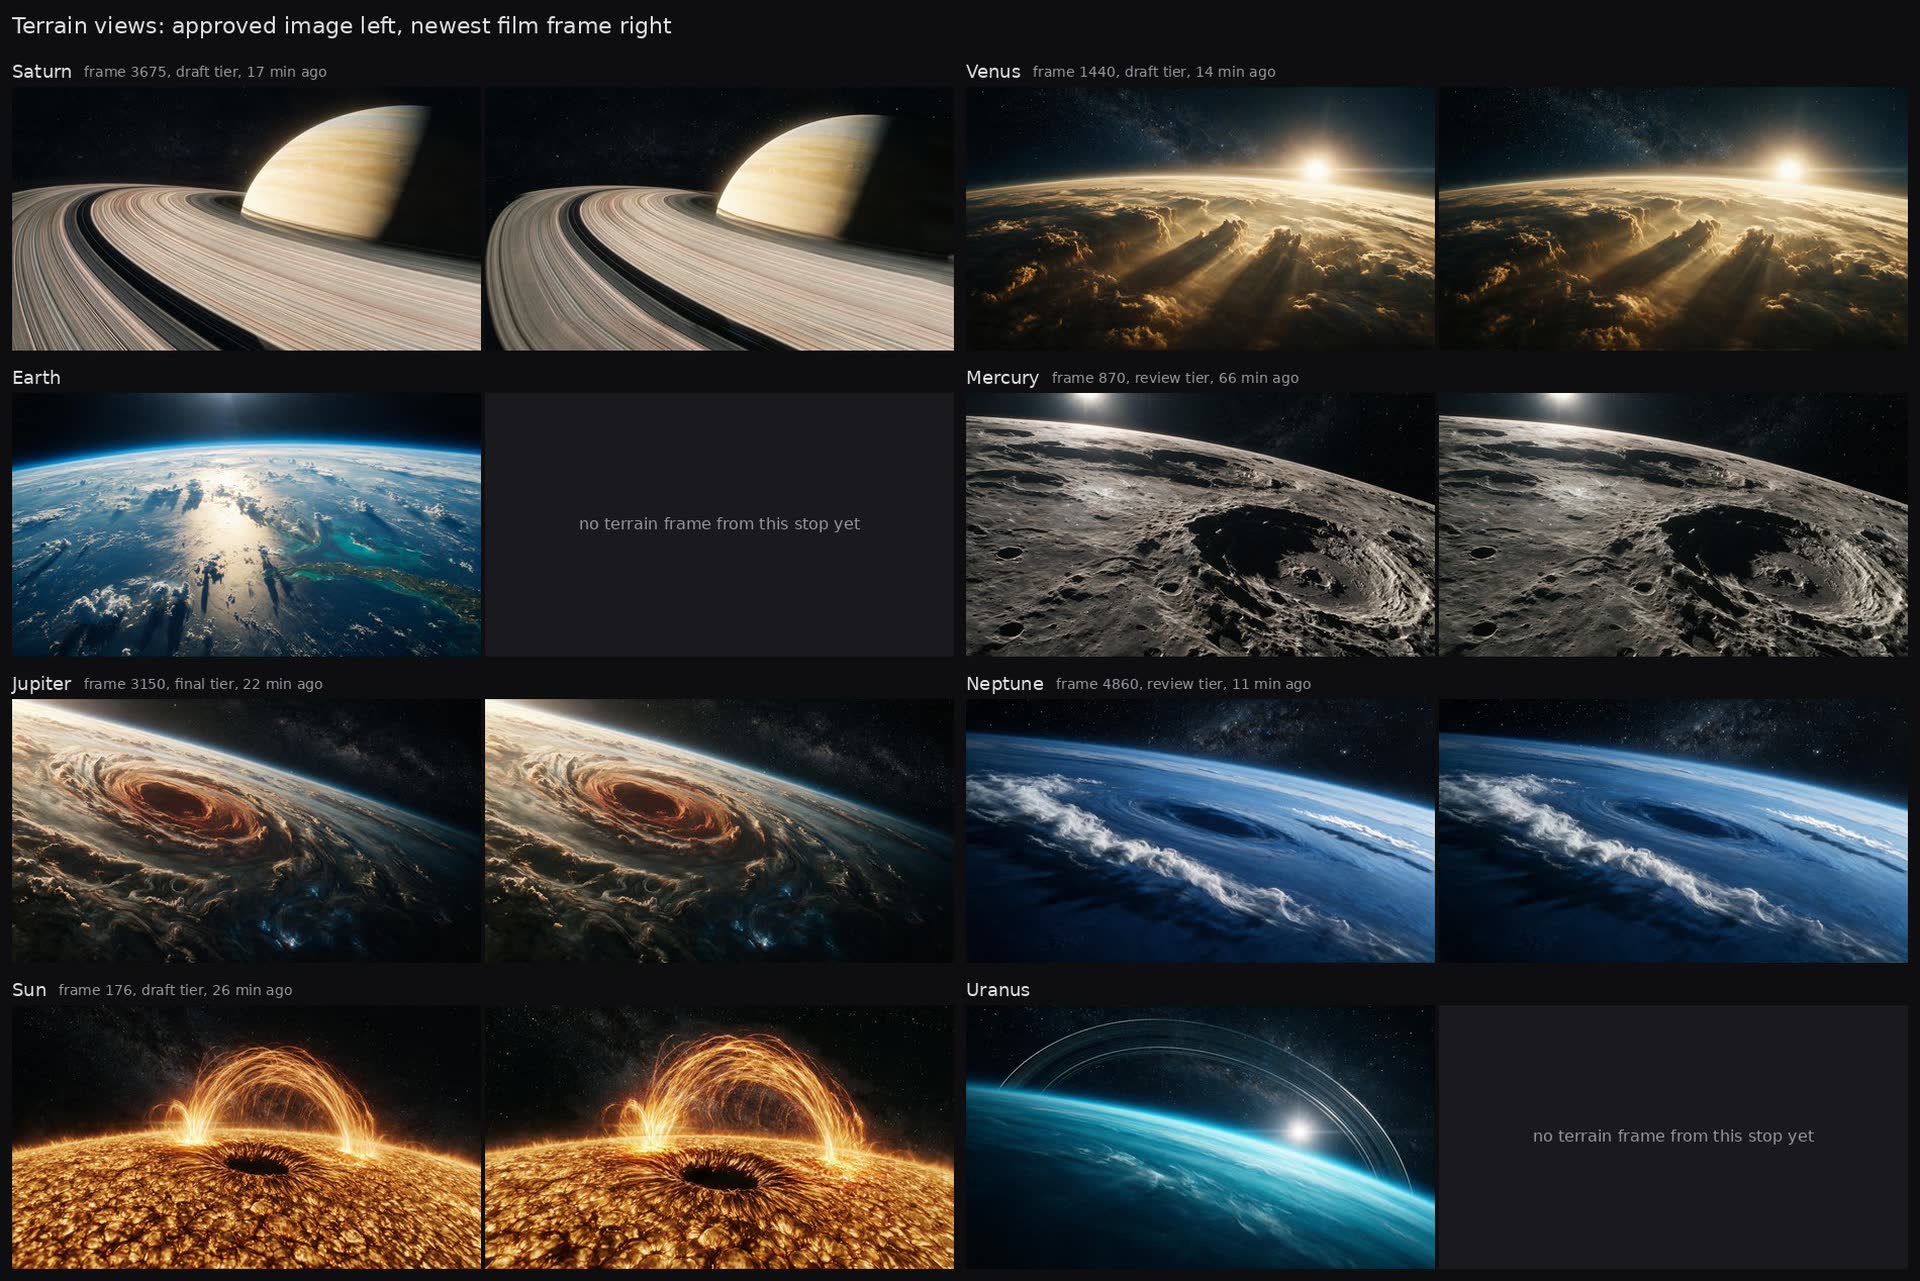 Terrain views: approved image left, newest film frame right
Saturn frame 3675, draft tier, 17 min ago
Venus frame 1440, draft tier, 14 min ago
Earth
no terrain frame from this stop yet
Mercury frame 870, review tier, 66 min ago
Jupiter frame 3150, final tier, 22 min ago
Neptune frame 4860, review tier, 11 min ago
Sun frame 176, draft tier, 26 min ago
Uranus
no terrain frame from this stop yet